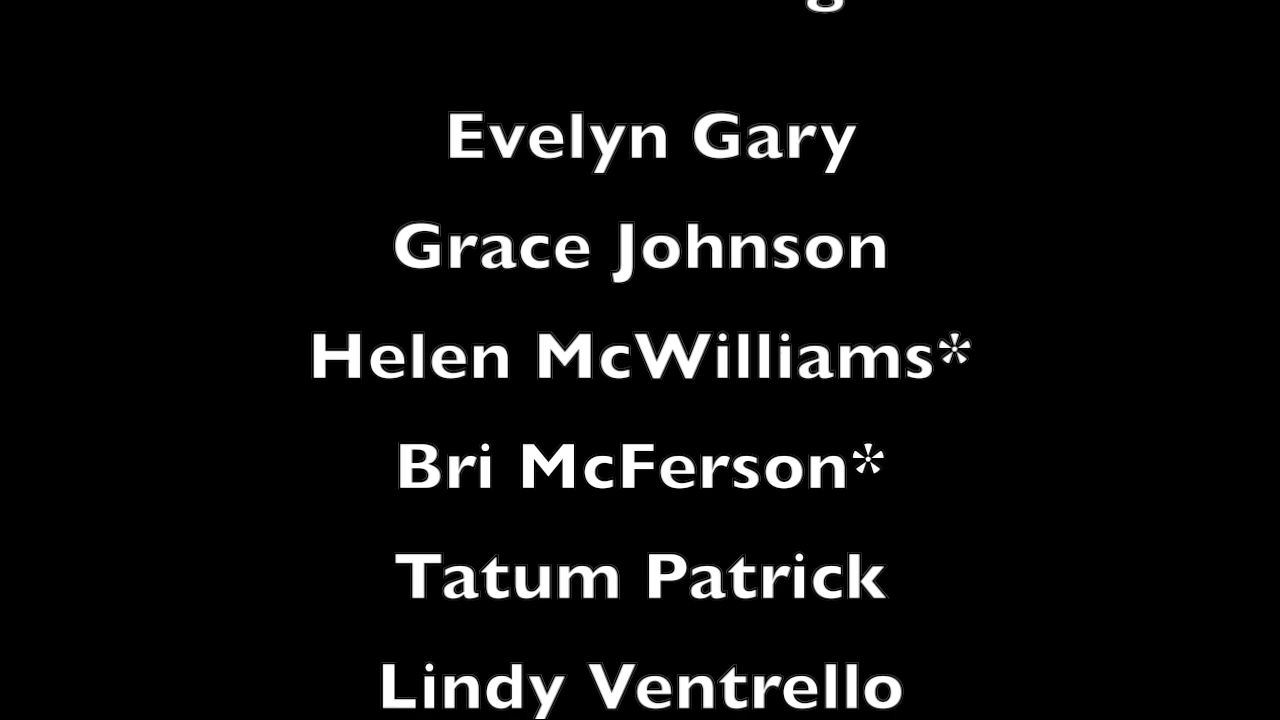 Evelyn Gary
Grace Johnson
Helen McWilliams*
Bri McFerson*
Tatum Patrick
Lindy Ventrello